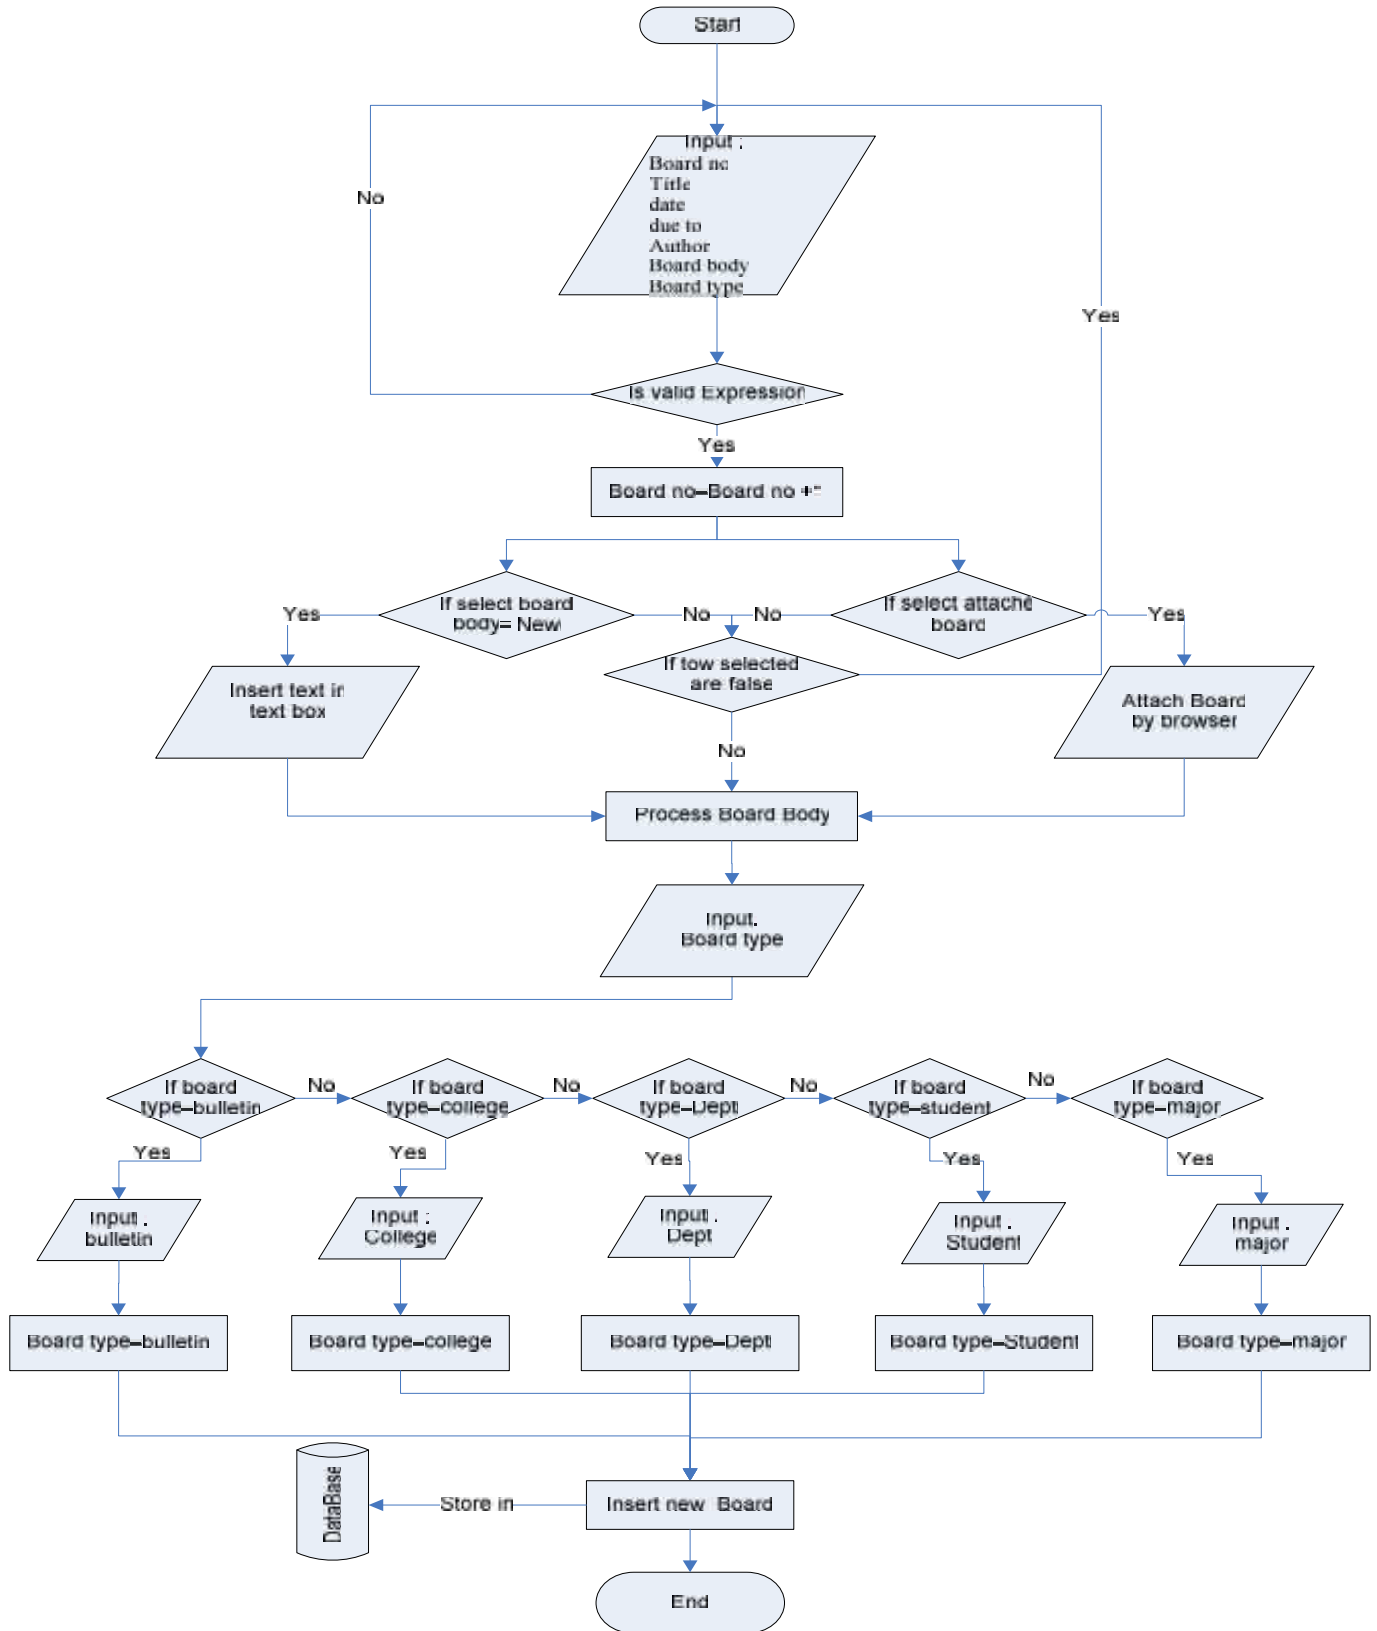 Start
Input :
Board no
Title
date
due to
Author
Board body
Board type
No
Yes
Is valid Expression
Yes
Board no=Board no
If select board
body= New
If select attache
board
Yes
No
No
Yes
If tow selected
are false
Insert text in
text box
Attach Board
by browser
No
Process Board Body
Input:
Board type
If board
type=bulletin
No
If board
type=college
No
If board
type=Dept
No
If board
type=student
No
If board
type=major
Yes
Yes
Yes
Yes
Yes
Input :
bulletin
Input :
College
Input :
Dept
Input :
Student
Input :
major
Board type=bulletin
Board type=college
Board type=Dept
Board type=Student
Board type=major
DataBase
Store in
Insert new Board
End